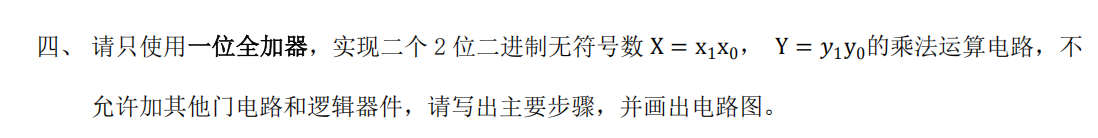 四、 请只使用一位全加器，实现二个 2 位二进制无符号数 X = x₁x₀， Y = y₁y₀的乘法运算电路，不
允许加其他门电路和逻辑器件，请写出主要步骤，并画出电路图。